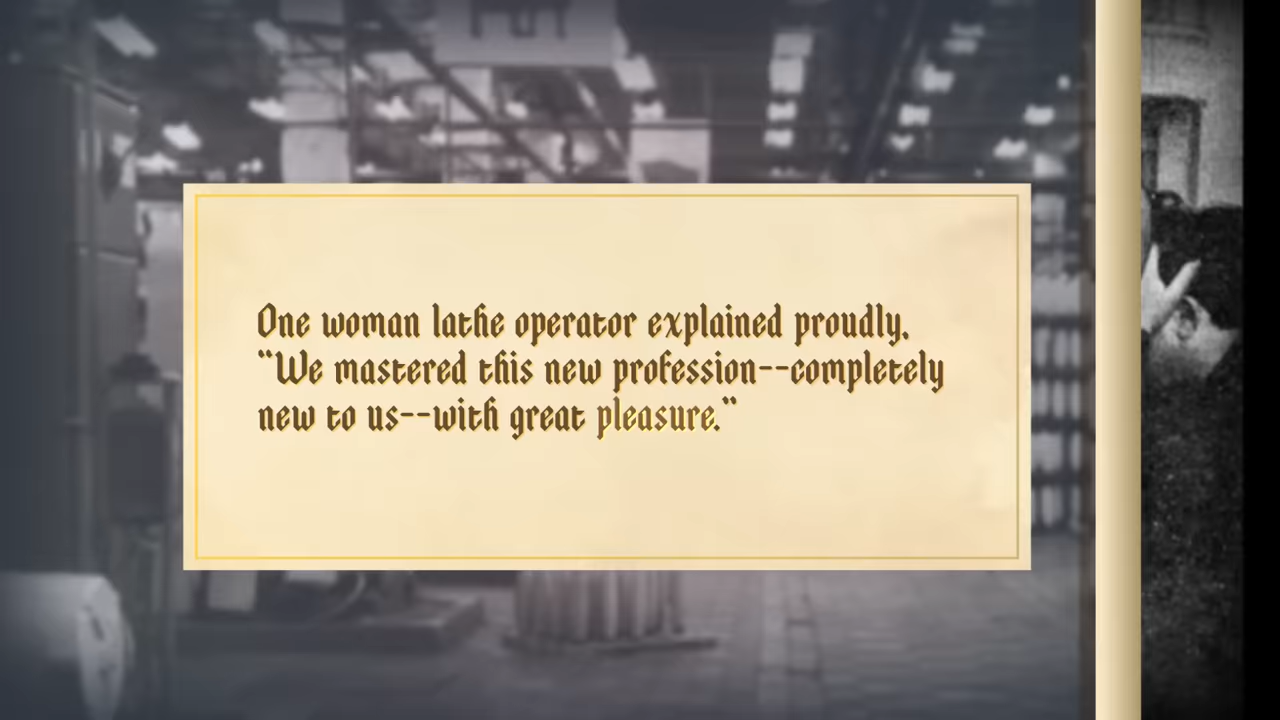 One woman lathe operator explained proudly,
“We mastered this new profession--completely
new to us--with great pleasure.”